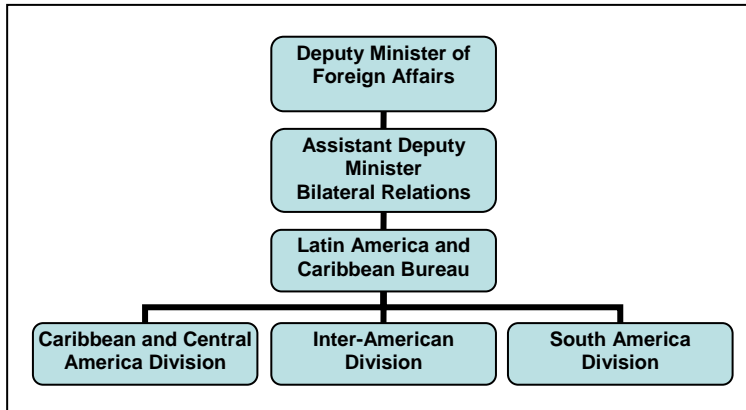 Deputy Minister of
Foreign Affairs
Assistant Deputy
Minister
Bilateral Relations
Latin America and
Caribbean Bureau
Caribbean and Central
America Division
Inter-American
Division
South America
Division